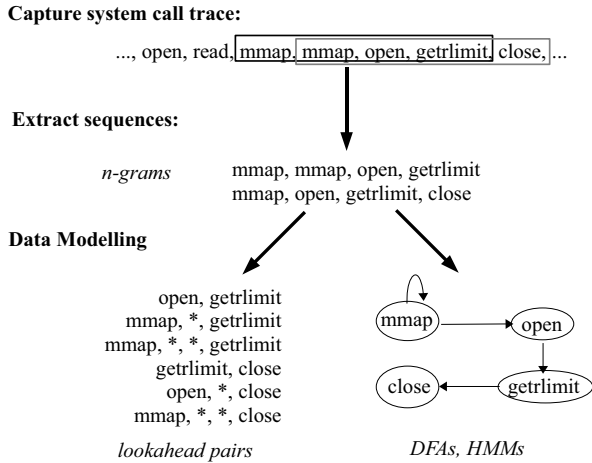 Capture system call trace:
..., open, read, mmap, mmap, open, getrlimit, close, ...
Extract sequences:
n-grams
mmap, mmap, open, getrlimit
mmap, open, getrlimit, close
Data Modelling
open, getrlimit
mmap, *, getrlimit
mmap, *, *, getrlimit
getrlimit, close
open, *, close
mmap, *, *, close
lookahead pairs
mmap
open
close
getrlimit
DFAs, HMMs